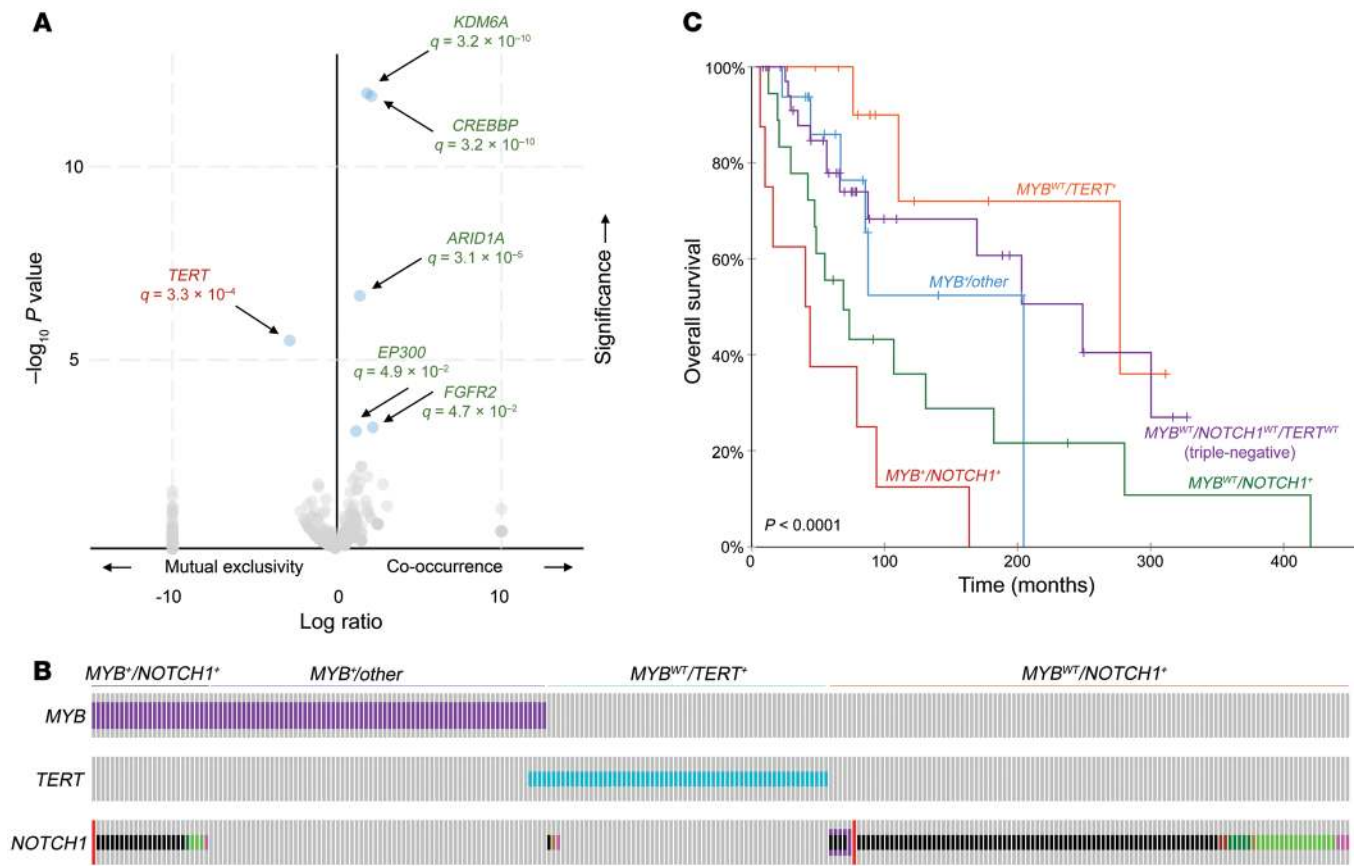 A
KDM6A
q = 3.2 × 10⁻¹⁰
CREBBP
q = 3.2 × 10⁻¹⁰
10
ARID1A
q = 3.1 × 10⁻⁵
TERT
q = 3.3 × 10⁻⁴
EP300
q = 4.9 × 10⁻²
FGFR2
q = 4.7 × 10⁻²
5
–log₁₀ P value
Significance
Mutual exclusivity
Co-occurrence
-10
0
10
Log ratio
C
100%
80%
60%
40%
20%
0%
Overall survival
MYBᵂᵀ/TERT⁺
MYB⁺/other
MYBᵂᵀ/NOTCH1ᵂᵀ/TERTᵂᵀ
(triple-negative)
MYB⁺/NOTCH1⁺
MYBᵂᵀ/NOTCH1⁺
P < 0.0001
0
100
200
300
400
Time (months)
B
MYB⁺/NOTCH1⁺
MYB⁺/other
MYBᵂᵀ/TERT⁺
MYBᵂᵀ/NOTCH1⁺
MYB
TERT
NOTCH1